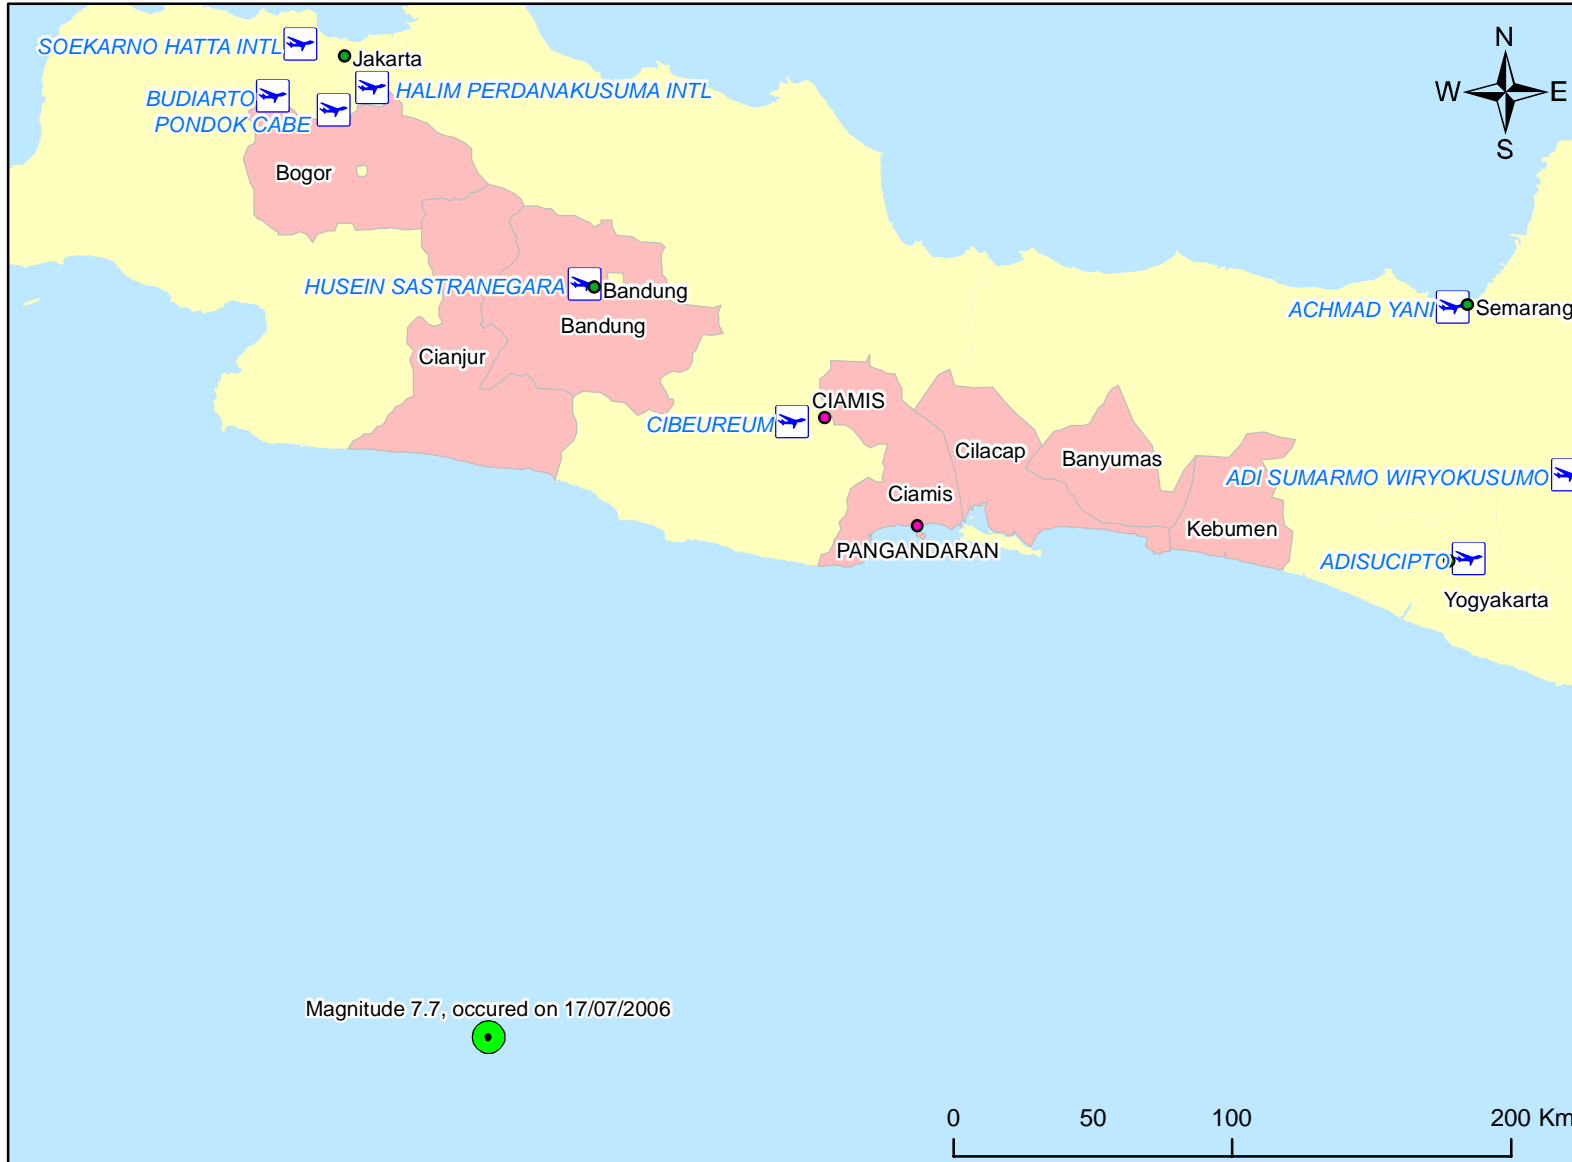 SOEKARNO HATTA INTL
Jakarta
N
W
E
S
BUDIARTO
HALIM PERDANAKUSUMA INTL
PONDOK CABE
Bogor
HUSEIN SASTRANEGARA
Bandung
Bandung
ACHMAD YANI
Semarang
Cianjur
CIAMIS
CIBEUREUM
Cilacap
Banyumas
ADI SUMARMO WIRYOKUSUMO
Ciamis
Kebumen
PANGANDARAN
ADISUCIPTO
Yogyakarta
Magnitude 7.7, occured on 17/07/2006
0 50 100 200 Km